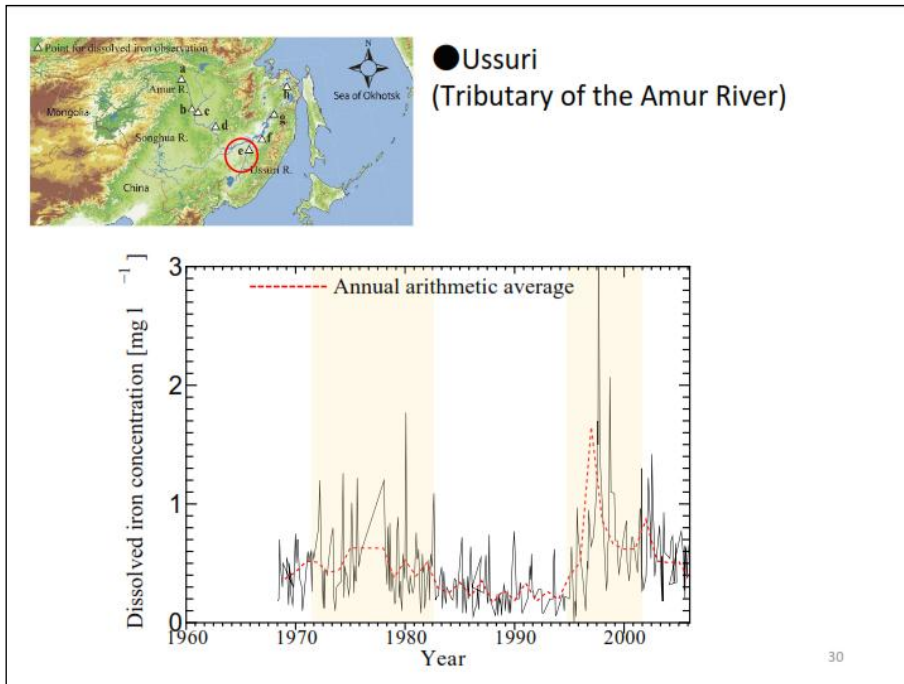 Point for dissolved iron observation
N
a
Amur R.
h
Sea of Okhotsk
Mongolia
b
c
g
d
Songhua R.
f
e
Ussuri R.
China
●Ussuri
(Tributary of the Amur River)
Dissolved iron concentration [mg l⁻¹]
3
Annual arithmetic average
2
1
0
1960
1970
1980
1990
2000
Year
30